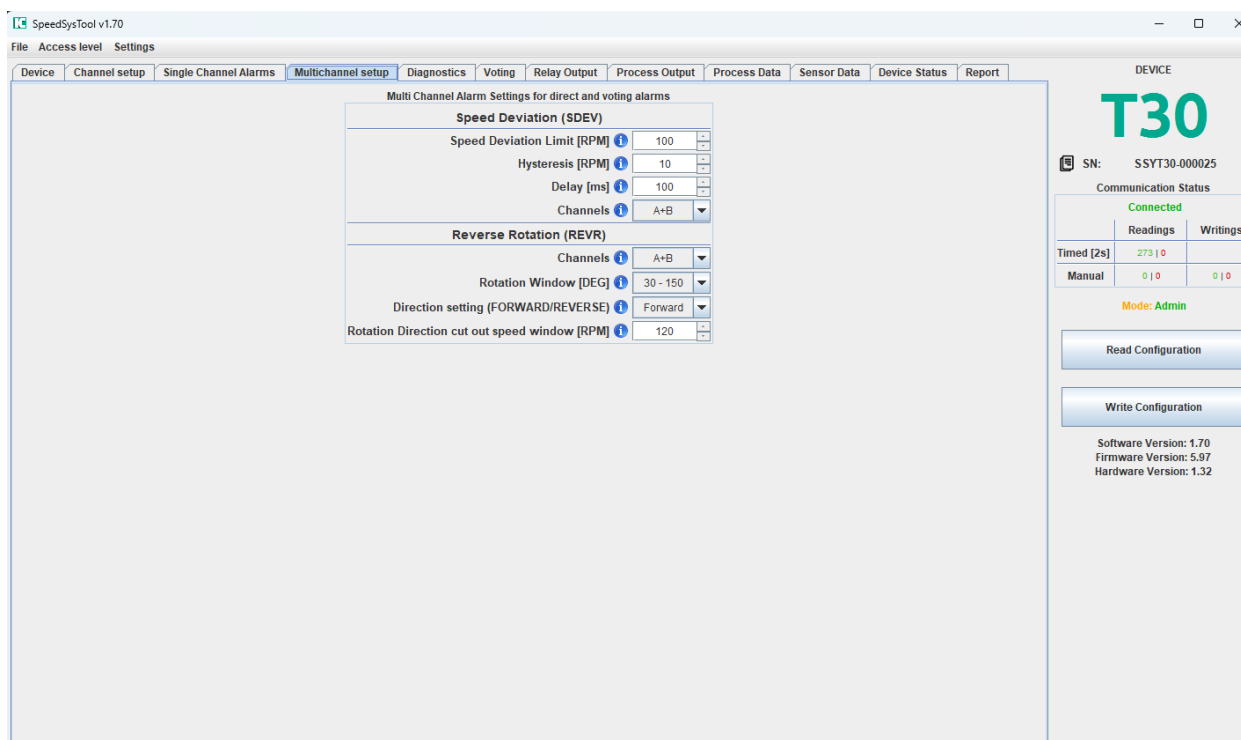 SpeedSysTool v1.70
File Access level Settings
Device Channel setup Single Channel Alarms Multichannel setup Diagnostics Voting Relay Output Process Output Process Data Sensor Data Device Status Report
Multi Channel Alarm Settings for direct and voting alarms
Speed Deviation (SDEV)
Speed Deviation Limit [RPM] 100
Hysteresis [RPM] 10
Delay [ms] 100
Channels A+B
Reverse Rotation (REVR)
Channels A+B
Rotation Window [DEG] 30 - 150
Direction setting (FORWARD/REVERSE) Forward
Rotation Direction cut out speed window [RPM] 120
DEVICE
T30
SN: SSYT30-000025
Communication Status
Connected
Readings Writings
Timed [2s] 273 | 0
Manual 0 | 0 0 | 0
Mode: Admin
Read Configuration
Write Configuration
Software Version: 1.70
Firmware Version: 5.97
Hardware Version: 1.32